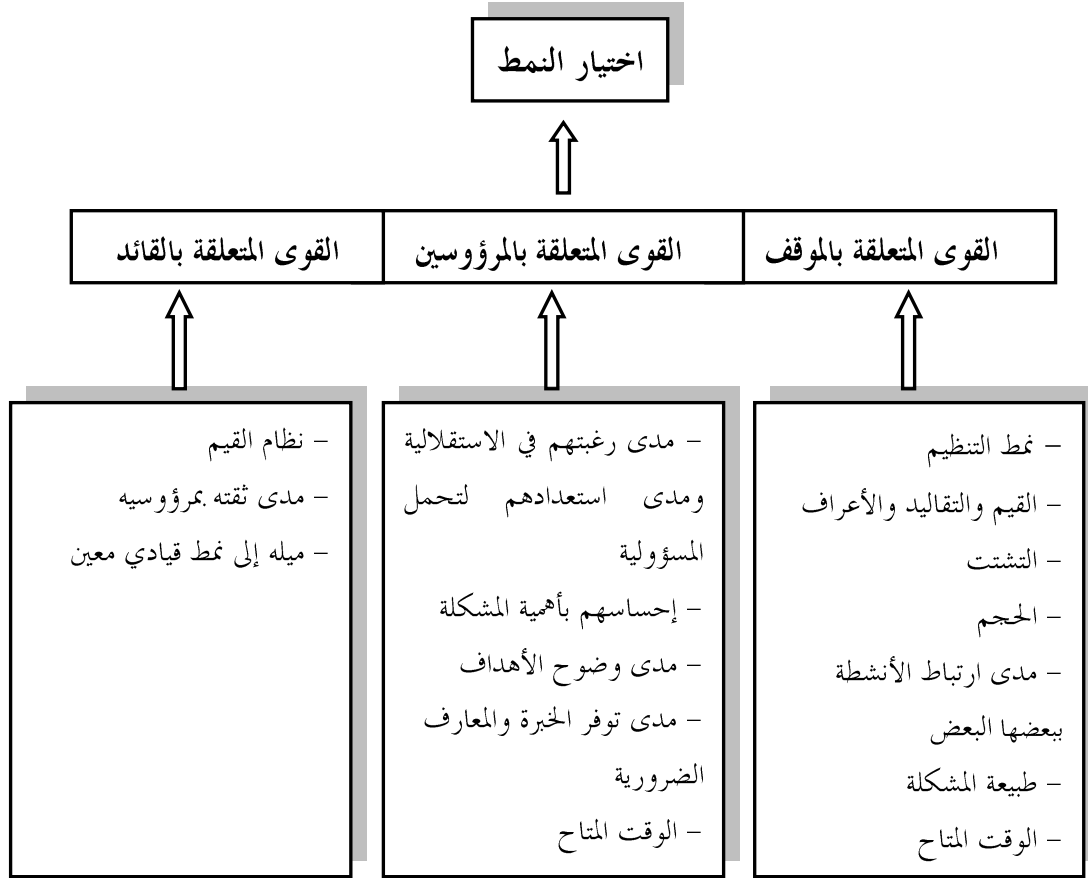 اختيار النمط
القوى المتعلقة بالموقف
القوى المتعلقة بالمرؤوسين
القوى المتعلقة بالقائد
– نمط التنظيم
– القيم والتقاليد والأعراف
– التشتت
– الحجم
– مدى ارتباط الأنشطة
ببعضها البعض
– طبيعة المشكلة
– الوقت المتاح
– مدى رغبتهم في الاستقلالية
ومدى استعدادهم لتحمل
المسؤولية
– إحساسهم بأهمية المشكلة
– مدى وضوح الأهداف
– مدى توفر الخبرة والمعارف
الضرورية
– الوقت المتاح
– نظام القيم
– مدى ثقته بمرؤوسيه
– ميله إلى نمط قيادي معين